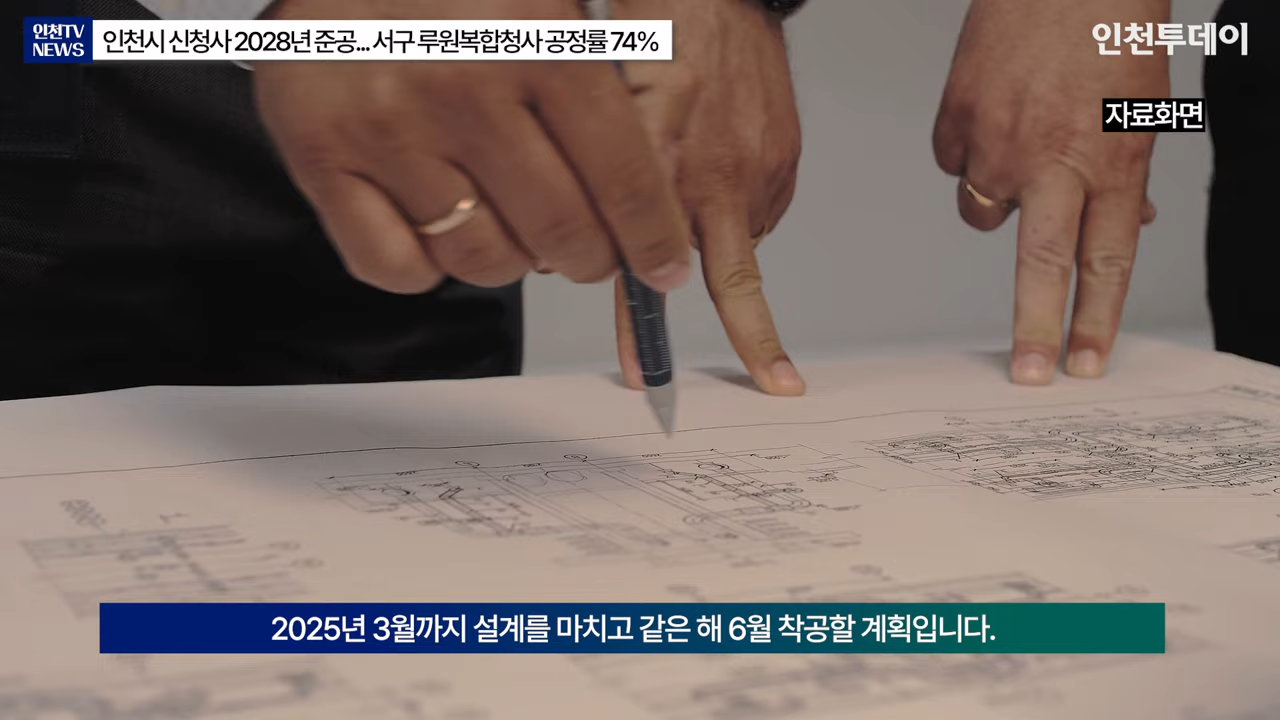 인천TV
NEWS
인천시 신청사 2028년 준공... 서구 루원복합청사 공정률 74%
인천투데이
자료화면
2025년 3월까지 설계를 마치고 같은 해 6월 착공할 계획입니다.